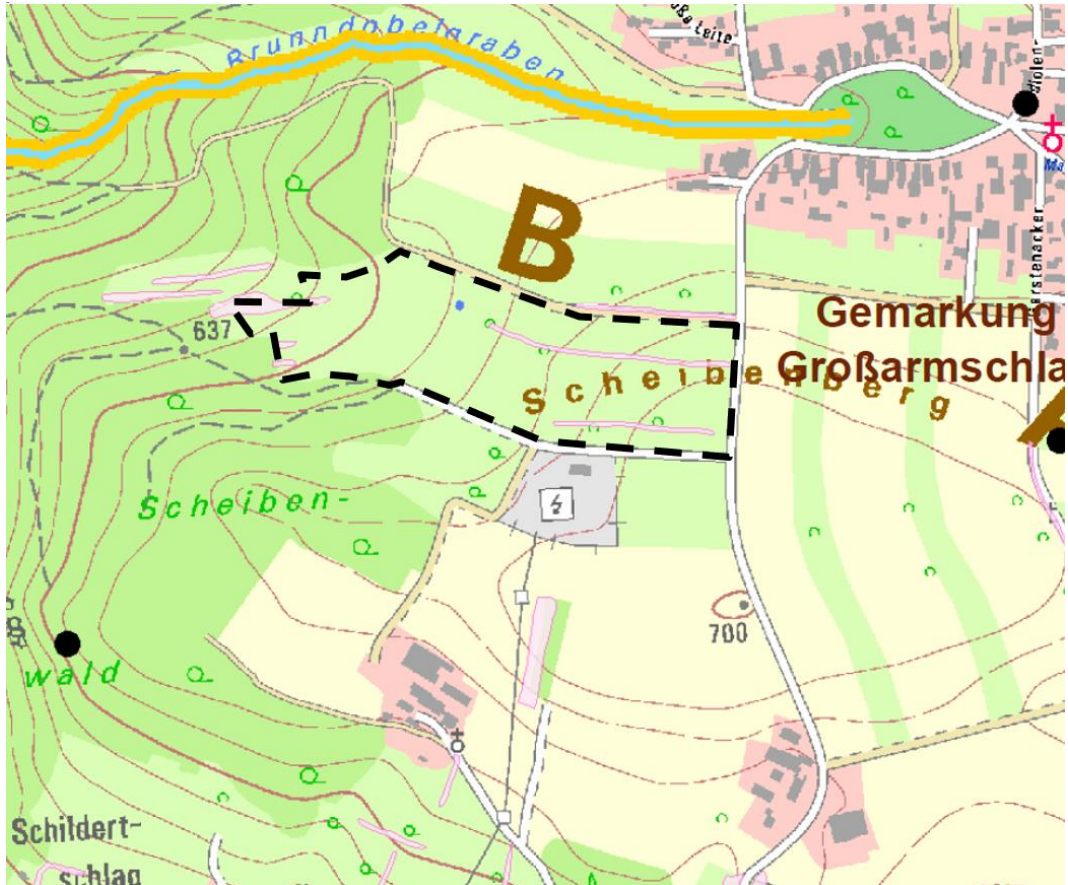 Brunndobelgraben
B
637
Gemarkung
Großarmschla
Scheibenberg
A
Scheiben-
wald
700
Schildert-
schlag